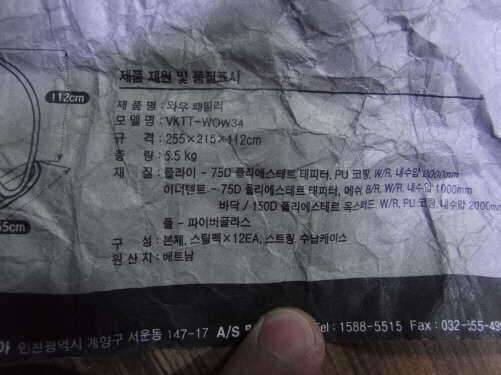 제품 제원 및 품질표시
112cm
제 품 명 : 와우 패밀리
모 델 명 : VKTT-WOW34
규 격 : 255×215×112cm
총 량 : 5.5 kg
재 질 : 플라이 - 75D 폴리에스테르 태피터, PU 코팅, W/R, 내수압
이너텐트 - 75D 폴리에스테르 태피터, 메쉬 B/R, W/R, 내수압 1000mm
바닥 / 150D 폴리에스테르 옥스퍼드 W/R, PU 코팅, 내수압 2000mm
폴 - 파이버글라스
구 성 : 본체, 스틸펙×12EA, 스트링, 수납케이스
원 산 지 : 베트남
5cm
아 인천광역시 계양구 서운동 147-17 A/S Tel : 1588-5515 Fax : 032-